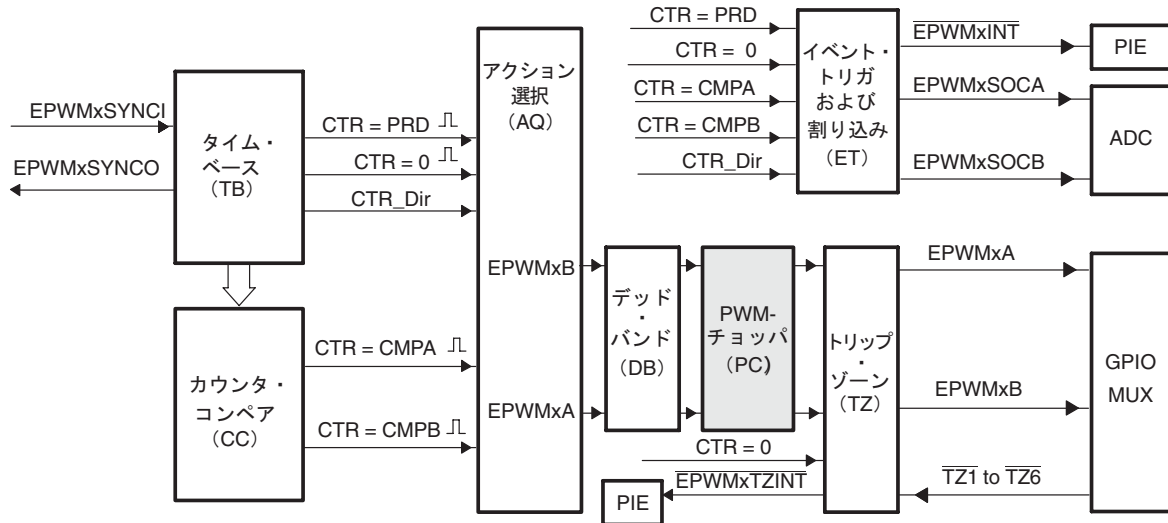 EPWMxSYNCI
EPWMxSYNCO
タイム・
ベース
(TB)
CTR = PRD
CTR = 0
CTR_Dir
カウンタ・
コンペア
(CC)
CTR = CMPA
CTR = CMPB
アクション
選択
(AQ)
EPWMxB
EPWMxA
CTR = PRD
CTR = 0
CTR = CMPA
CTR = CMPB
CTR_Dir
イベント・
トリガ
および
割り込み
(ET)
EPWMxINT
EPWMxSOCA
EPWMxSOCB
PIE
ADC
デッド
・
バンド
(DB)
PWM-
チョッパ
(PC)
トリップ
・
ゾーン
(TZ)
CTR = 0
EPWMxTZINT
PIE
EPWMxA
EPWMxB
TZ1 to TZ6
GPIO
MUX